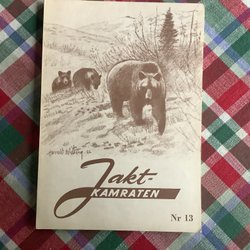 Jakt-
KAMRATEN
Nr 13